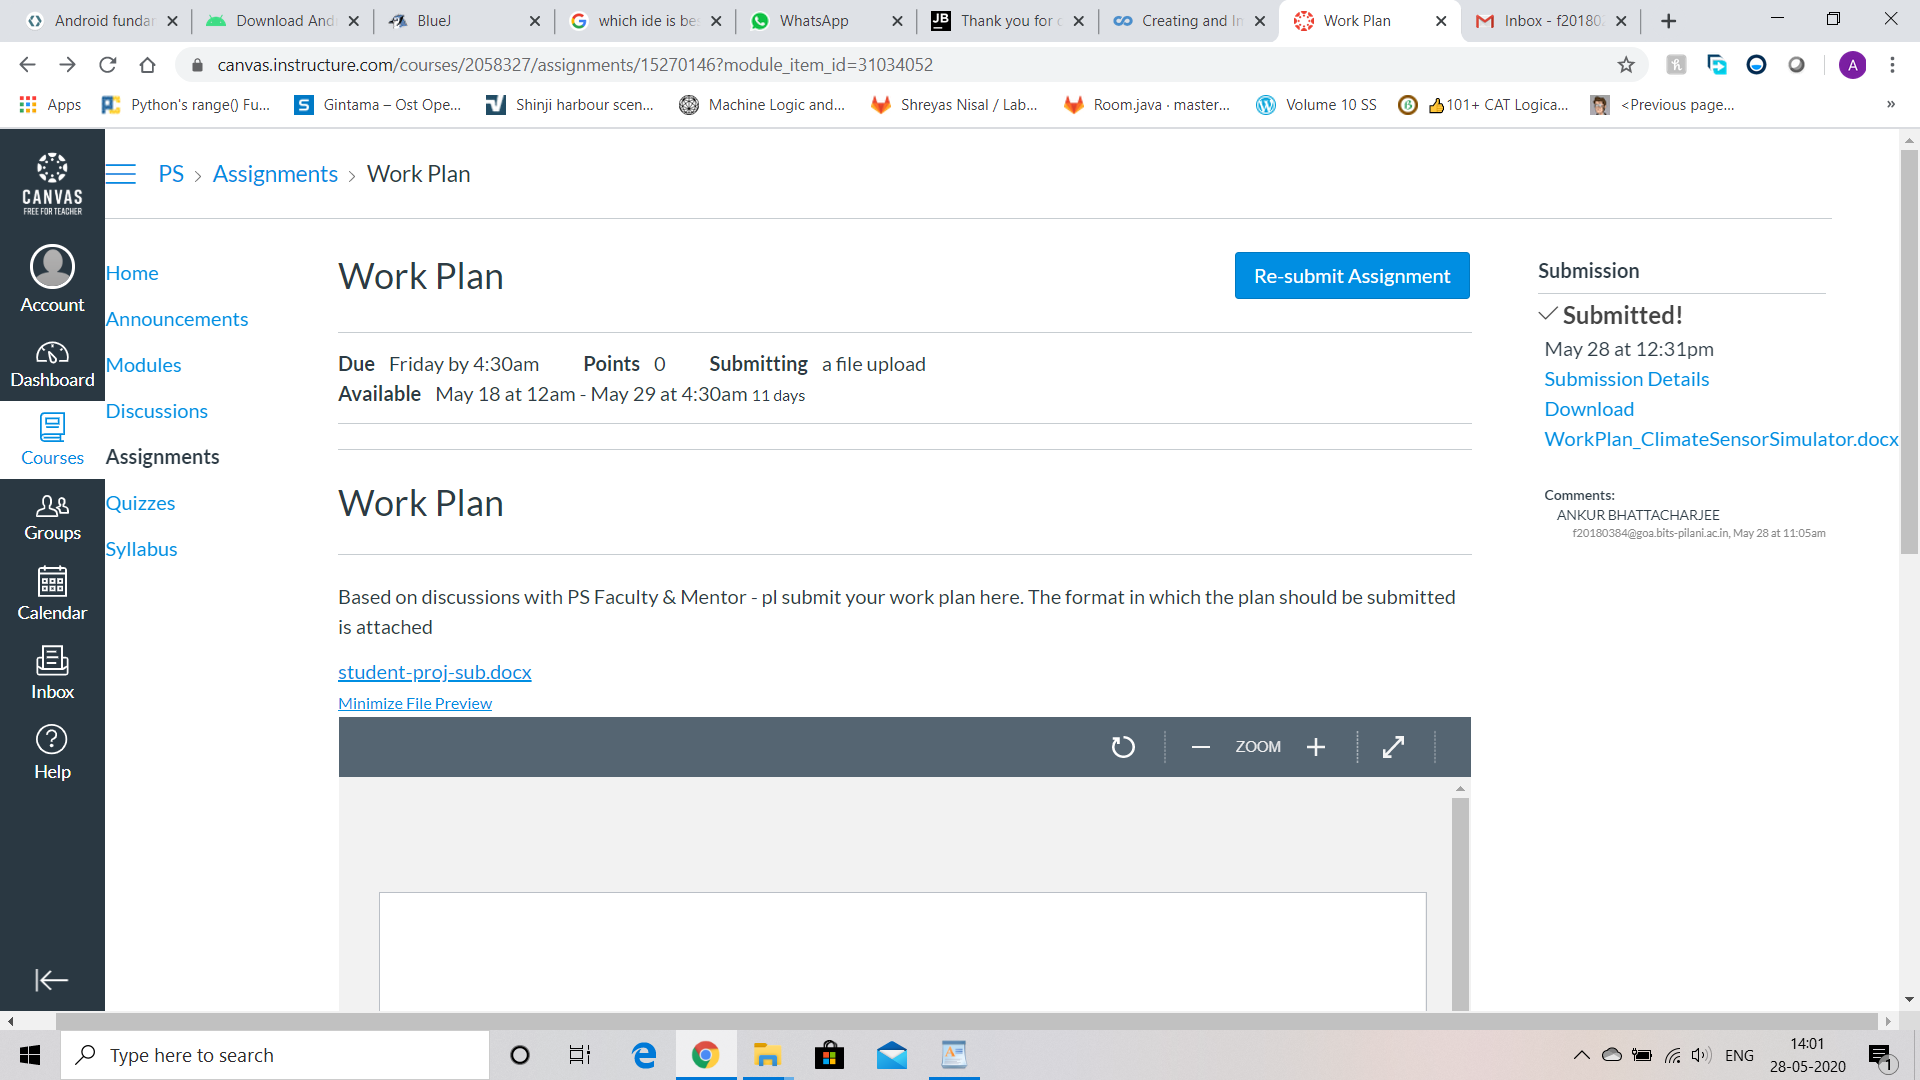 Android fundar
Download And
BlueJ
which ide is be
WhatsApp
Thank you for
Creating and In
Work Plan
Inbox - f20180
canvas.instructure.com/courses/2058327/assignments/15270146?module_item_id=31034052
A
Apps
Python's range() Fu...
Gintama – Ost Ope...
Shinji harbour scen...
Machine Logic and...
Shreyas Nisal / Lab...
Room.java · master...
Volume 10 SS
101+ CAT Logica...
<Previous page...
»
CANVAS
FREE FOR TEACHER
Account
Dashboard
Courses
Groups
Calendar
Inbox
Help
PS > Assignments > Work Plan
Home
Announcements
Modules
Discussions
Assignments
Quizzes
Syllabus
Work Plan
Re-submit Assignment
Due Friday by 4:30am Points 0 Submitting a file upload
Available May 18 at 12am - May 29 at 4:30am 11 days
Work Plan
Based on discussions with PS Faculty & Mentor - pl submit your work plan here. The format in which the plan should be submitted
is attached
student-proj-sub.docx
Minimize File Preview
ZOOM
Submission
Submitted!
May 28 at 12:31pm
Submission Details
Download
WorkPlan_ClimateSensorSimulator.docx
Comments:
ANKUR BHATTACHARJEE
f20180384@goa.bits-pilani.ac.in, May 28 at 11:05am
Type here to search
ENG
14:01
28-05-2020
1